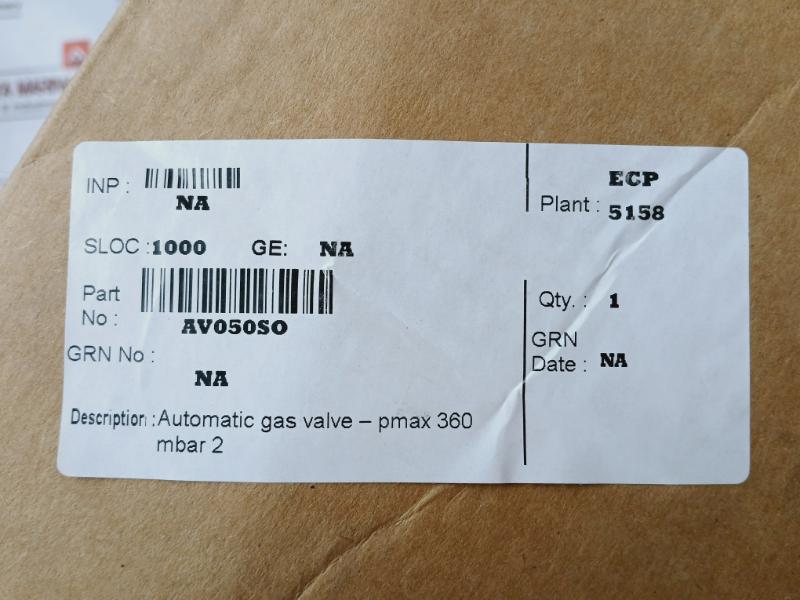 INP :
NA
ECP
Plant : 5158
SLOC :1000 GE: NA
Part
No :
AV050SO
Qty. : 1
GRN No :
NA
GRN
Date : NA
Description :Automatic gas valve – pmax 360
mbar 2